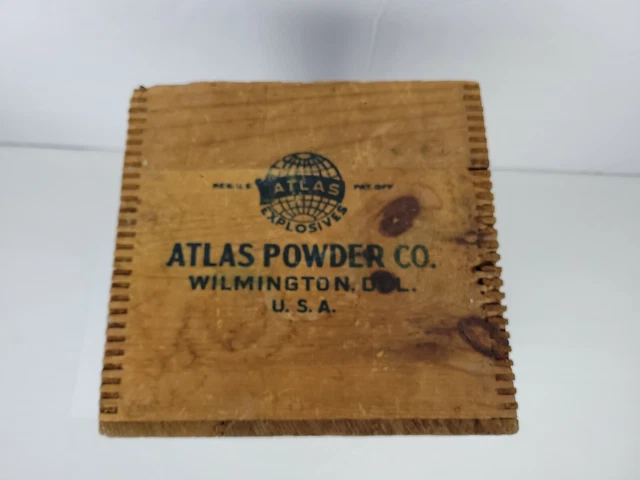 REG. U.S. ATLAS PAT. OFF
EXPLOSIVES
ATLAS POWDER CO.
WILMINGTON, DEL.
U. S. A.